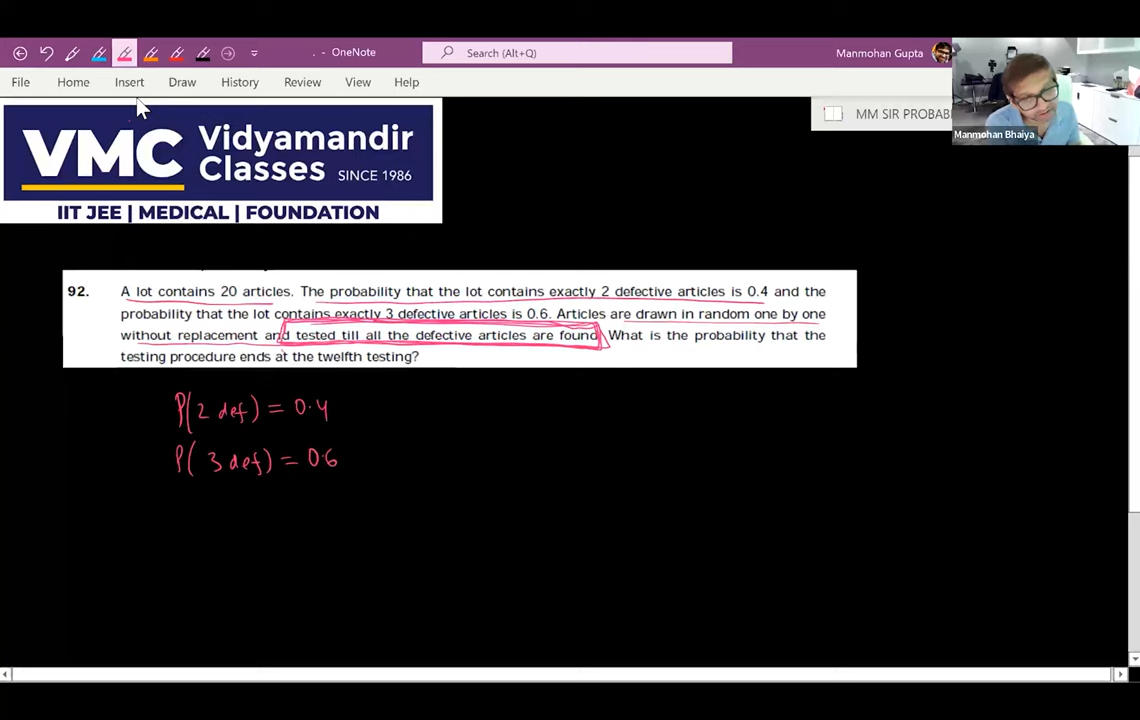 . - OneNote
Search (Alt+Q)
Manmohan Gupta
File Home Insert Draw History Review View Help
MM SIR PROBAB
Manmohan Bhaiya
VMC Vidyamandir Classes SINCE 1986
IIT JEE | MEDICAL | FOUNDATION
92. A lot contains 20 articles. The probability that the lot contains exactly 2 defective articles is 0.4 and the
probability that the lot contains exactly 3 defective articles is 0.6. Articles are drawn in random one by one
without replacement and tested till all the defective articles are found. What is the probability that the
testing procedure ends at the twelfth testing?
P(2 def) = 0.4
P(3 def) = 0.6